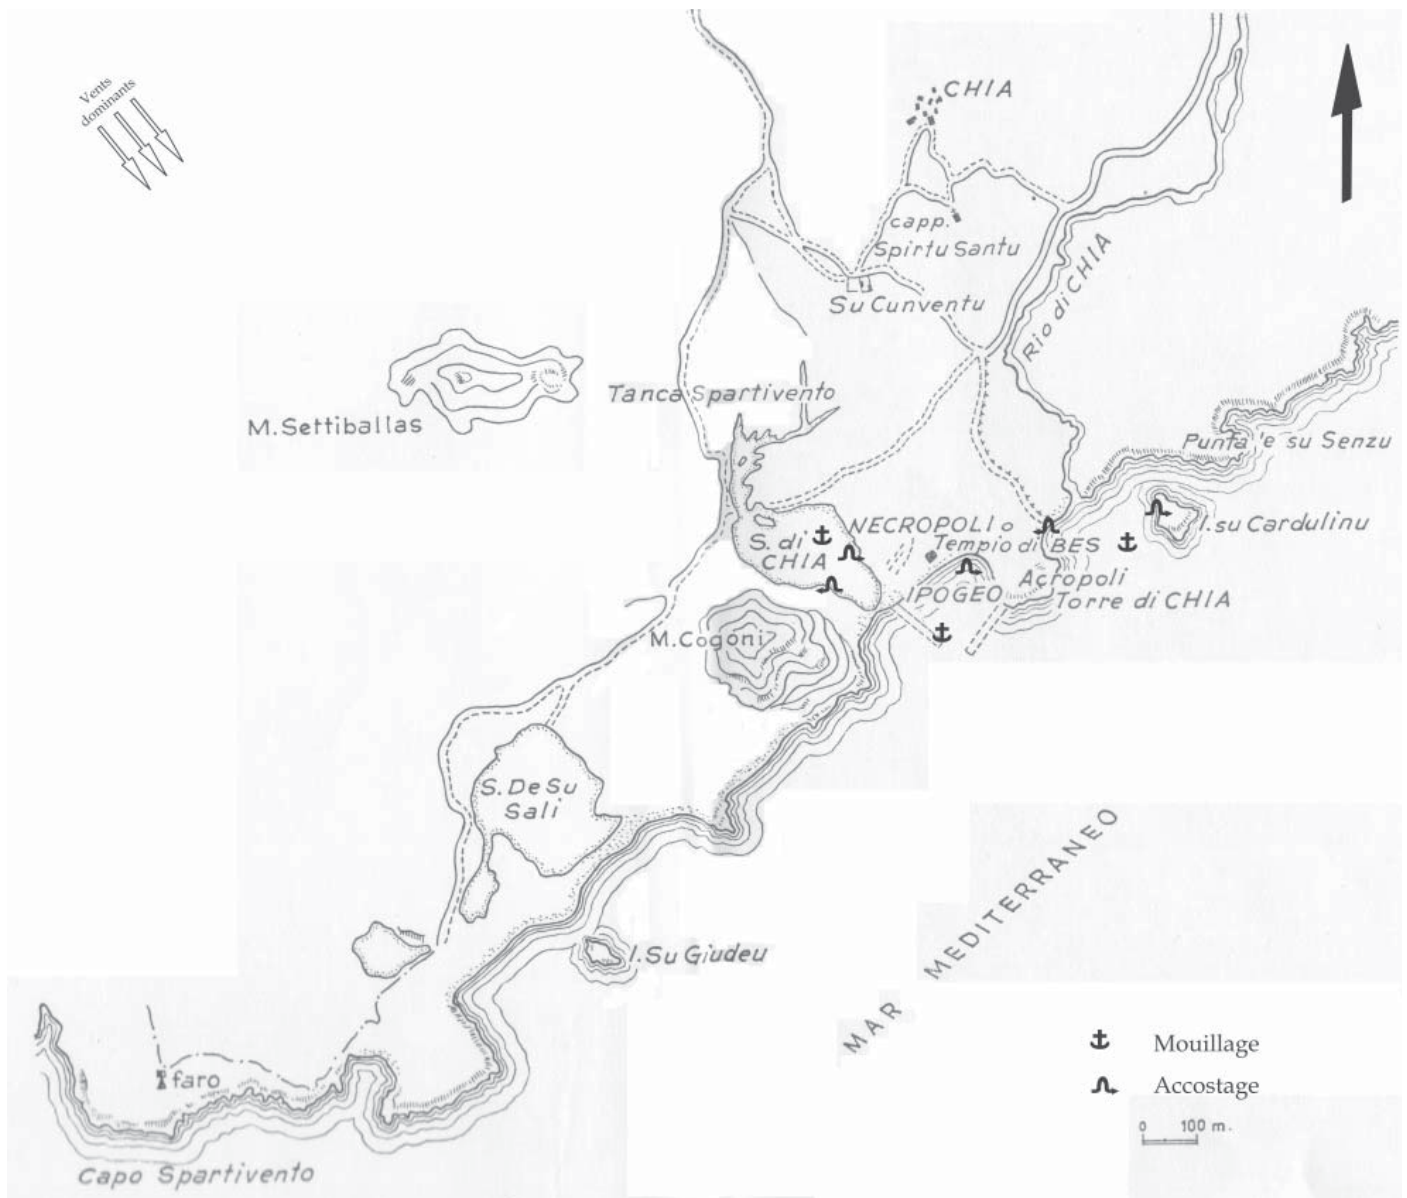 Vents
dominants
CHIA
capp.
Spirtu Santu
Su Cunventu
Rio di CHIA
Tanca Spartivento
M. Settiballas
Punta 'e su Senzu
NECROPOLI
I. su Cardulinu
S. di
CHIA
Tempio di BES
IPOGEO
Acropoli
Torre di CHIA
M. Cogoni
S. De Su
Sali
I. Su Giudeu
MAR MEDITERRANEO
faro
Capo Spartivento
Mouillage
Accostage
0 100 m.